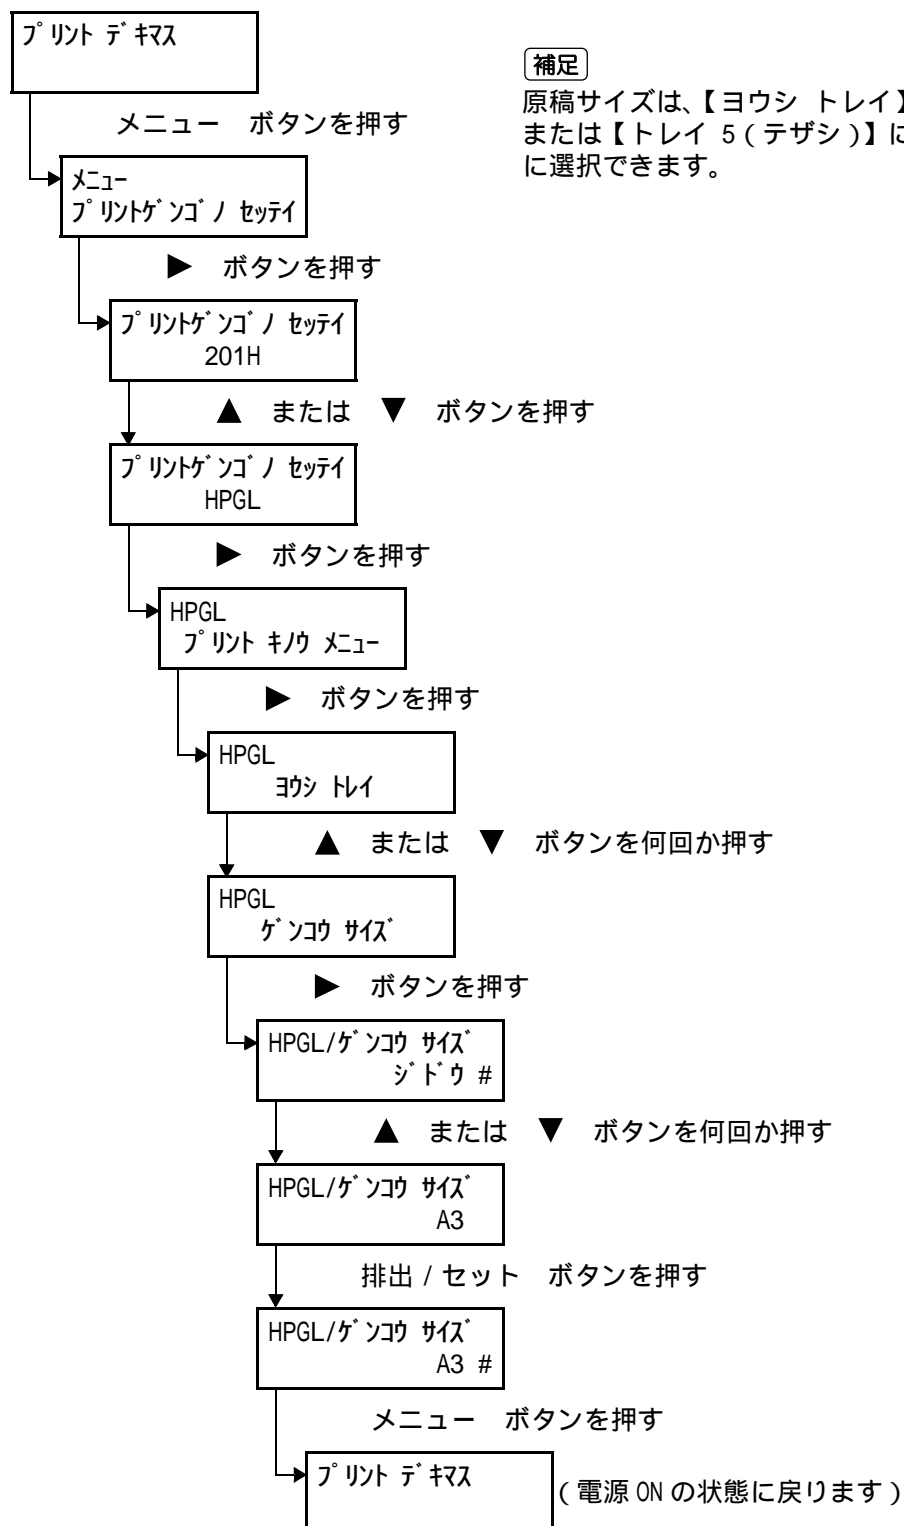 プリント デキマス
補足
原稿サイズは、【ヨウシ トレイ】
または【トレイ 5（テザシ）】に
に選択できます。
メニュー ボタンを押す
ﾒﾆｭｰ
ﾌﾟﾘﾝﾄｹﾞﾝｺﾞﾉ ｾｯﾃｲ
▶ ボタンを押す
ﾌﾟﾘﾝﾄｹﾞﾝｺﾞﾉ ｾｯﾃｲ
201H
▲ または ▼ ボタンを押す
ﾌﾟﾘﾝﾄｹﾞﾝｺﾞﾉ ｾｯﾃｲ
HPGL
▶ ボタンを押す
HPGL
ﾌﾟﾘﾝﾄ ｷﾉｳ ﾒﾆｭｰ
▶ ボタンを押す
HPGL
ﾖｳｼ ﾄﾚｲ
▲ または ▼ ボタンを何回か押す
HPGL
ｹﾞﾝｺｳ ｻｲｽﾞ
▶ ボタンを押す
HPGL/ｹﾞﾝｺｳ ｻｲｽﾞ
ｼﾞﾄﾞｳ #
▲ または ▼ ボタンを何回か押す
HPGL/ｹﾞﾝｺｳ ｻｲｽﾞ
A3
排出 / セット ボタンを押す
HPGL/ｹﾞﾝｺｳ ｻｲｽﾞ
A3 #
メニュー ボタンを押す
ﾌﾟﾘﾝﾄ ﾃﾞｷﾏｽ
（電源 ON の状態に戻ります）